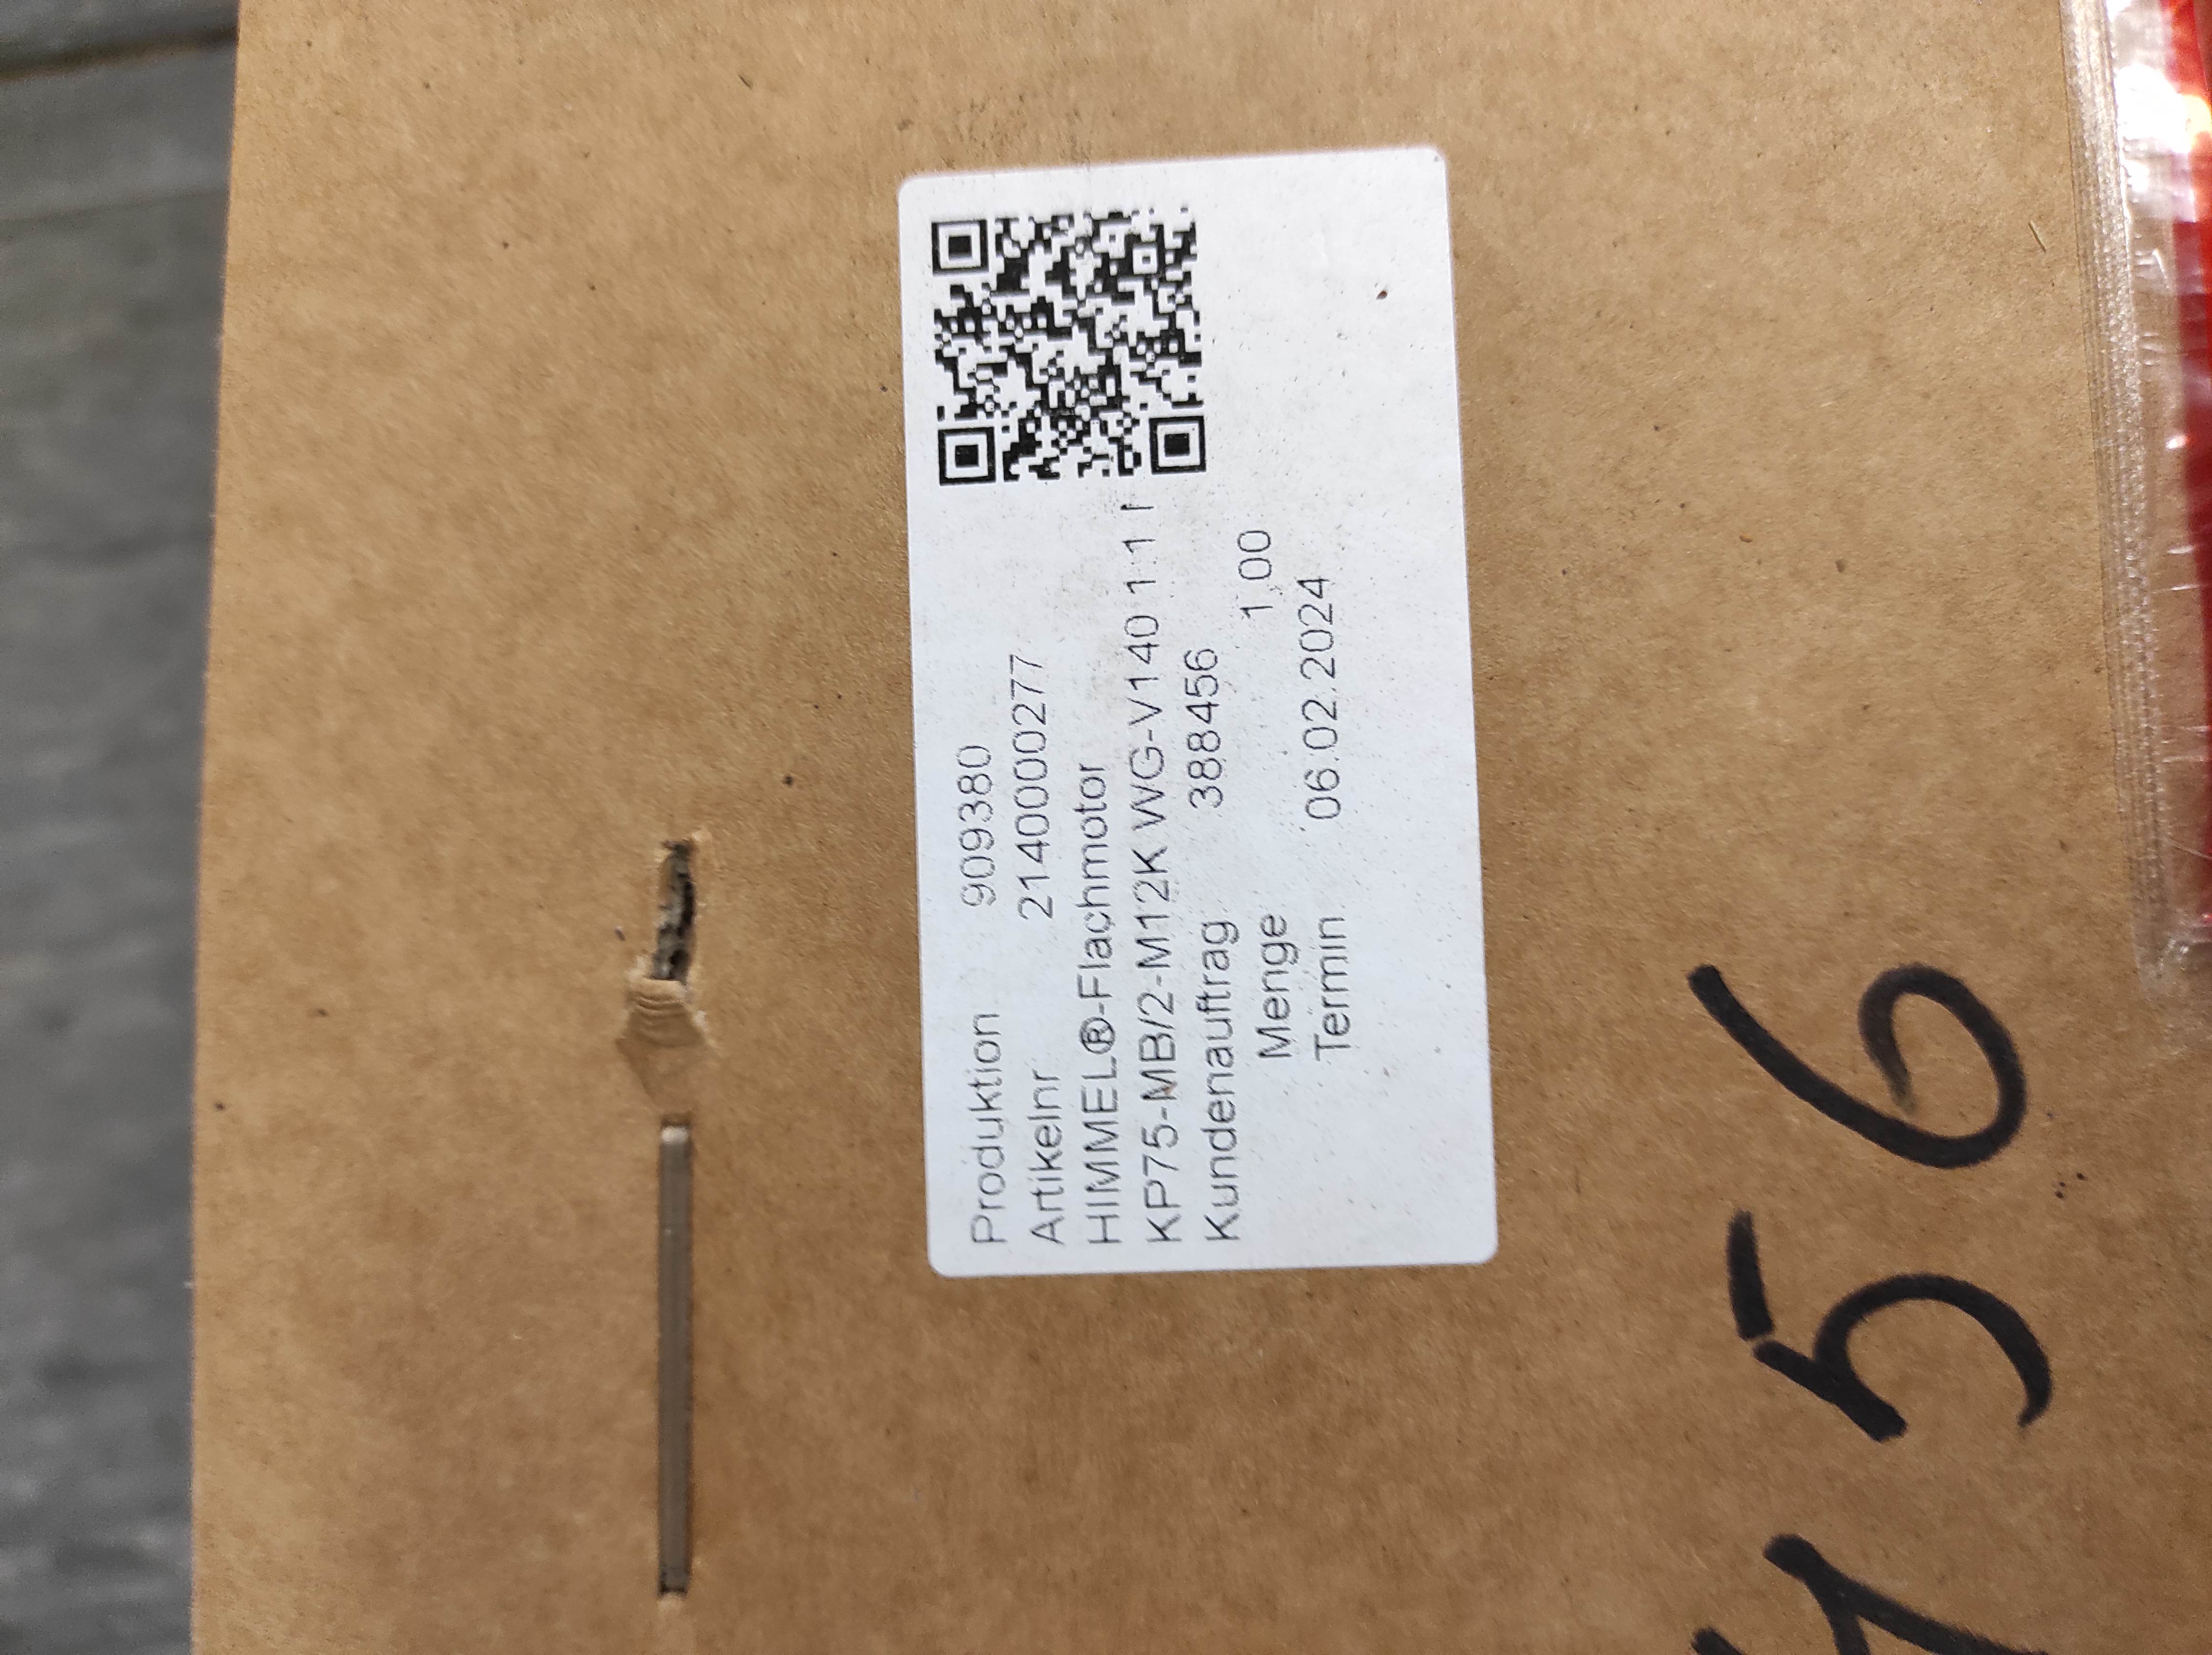 Produktion 909380
Artikelnr 2140000277
HIMMEL®-Flachmotor
KP75-MB/2-M12K WG-V140 1.1
Kundenauftrag 388456
Menge 1,00
Termin 06.02.2024
56